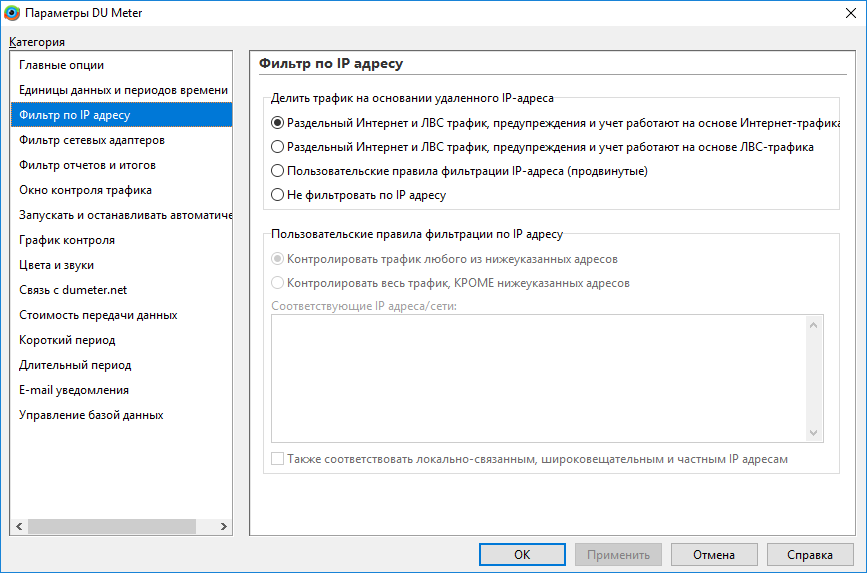 Параметры DU Meter
Категория
Главные опции
Единицы данных и периодов времени
Фильтр по IP адресу
Фильтр сетевых адаптеров
Фильтр отчетов и итогов
Окно контроля трафика
Запускать и останавливать автоматиче
График контроля
Цвета и звуки
Связь с dumeter.net
Стоимость передачи данных
Короткий период
Длительный период
E-mail уведомления
Управление базой данных
Фильтр по IP адресу
Делить трафик на основании удаленного IP-адреса
Раздельный Интернет и ЛВС трафик, предупреждения и учет работают на основе Интернет-трафика
Раздельный Интернет и ЛВС трафик, предупреждения и учет работают на основе ЛВС-трафика
Пользовательские правила фильтрации IP-адреса (продвинутые)
Не фильтровать по IP адресу
Пользовательские правила фильтрации по IP адресу
Контролировать трафик любого из нижеуказанных адресов
Контролировать весь трафик, КРОМЕ нижеуказанных адресов
Соответствующие IP адреса/сети:
Также соответствовать локально-связанным, широковещательным и частным IP адресам
ОК
Применить
Отмена
Справка